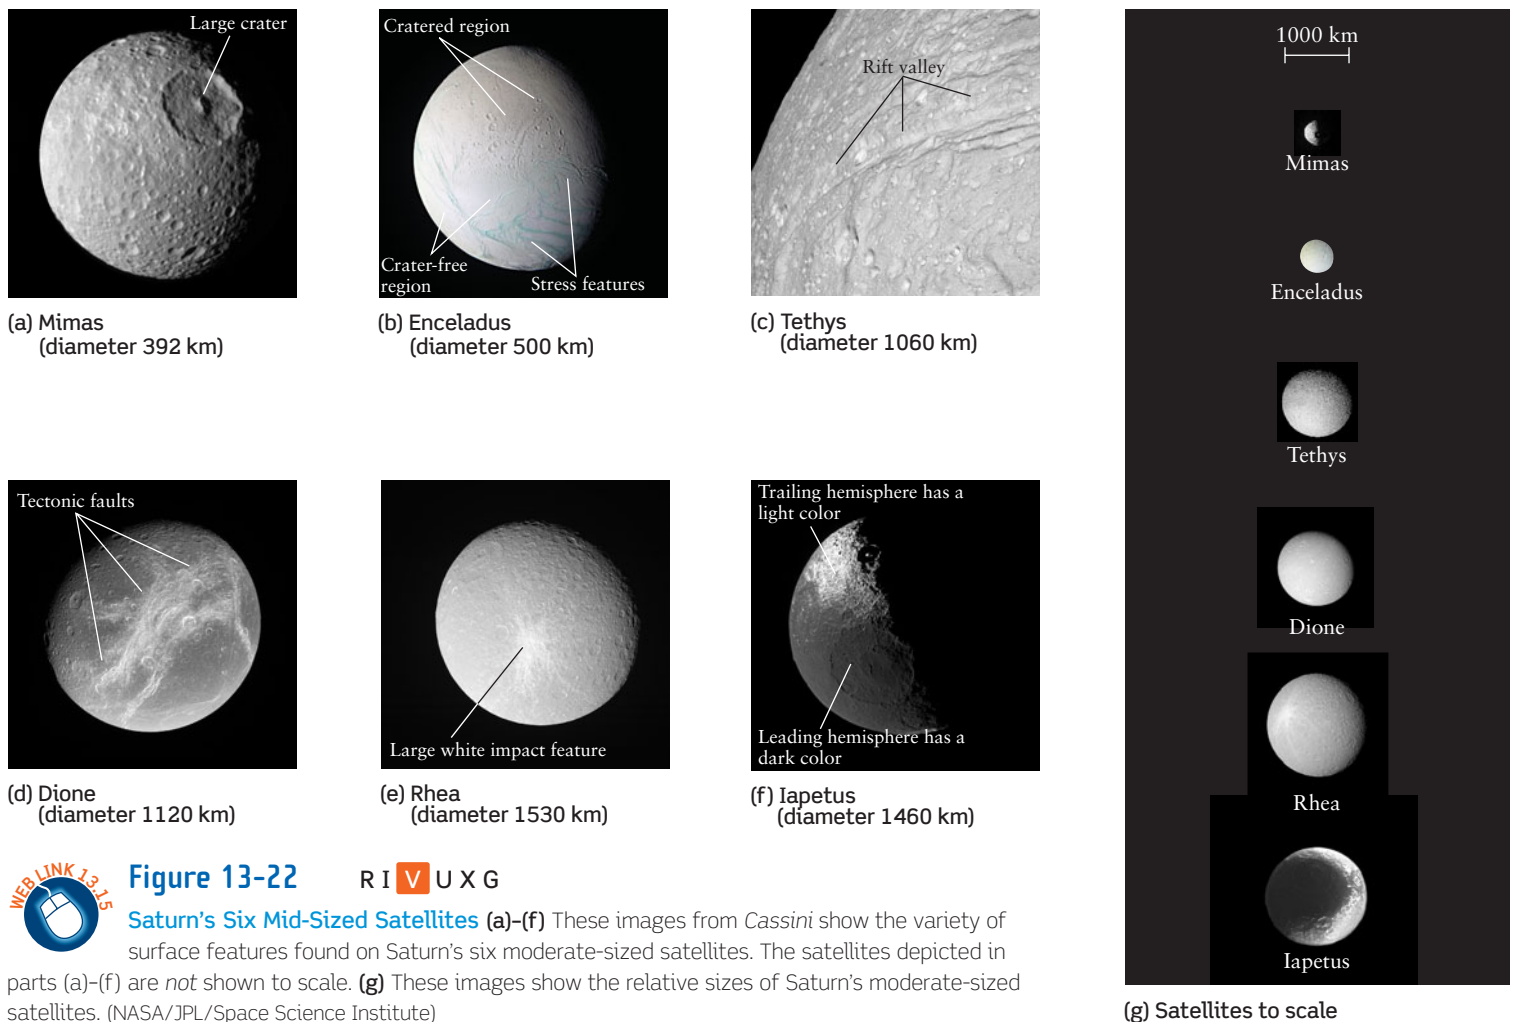 Large crater
(a) Mimas
(diameter 392 km)
Cratered region
Crater-free
region
Stress features
(b) Enceladus
(diameter 500 km)
Rift valley
(c) Tethys
(diameter 1060 km)
Tectonic faults
(d) Dione
(diameter 1120 km)
Large white impact feature
(e) Rhea
(diameter 1530 km)
Trailing hemisphere has a
light color
Leading hemisphere has a
dark color
(f) Iapetus
(diameter 1460 km)
1000 km
Mimas
Enceladus
Tethys
Dione
Rhea
Iapetus
(g) Satellites to scale
WEB LINK 13.15
Figure 13-22
R I V U X G
Saturn's Six Mid-Sized Satellites (a)–(f) These images from Cassini show the variety of
surface features found on Saturn's six moderate-sized satellites. The satellites depicted in
parts (a)–(f) are not shown to scale. (g) These images show the relative sizes of Saturn's moderate-sized
satellites. (NASA/JPL/Space Science Institute)